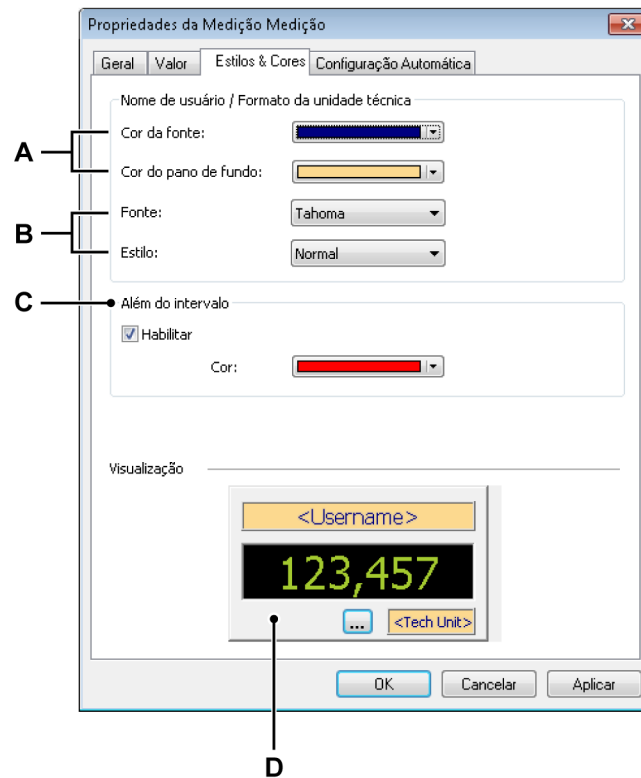 Propriedades da Medição Medição
Geral Valor Estilos & Cores Configuração Automática
Nome de usuário / Formato da unidade técnica
A
Cor da fonte:
Cor do pano de fundo:
B
Fonte: Tahoma
Estilo: Normal
C
Além do intervalo
Habilitar
Cor:
Visualização
<Username>
123,457
... <Tech Unit>
OK Cancelar Aplicar
D